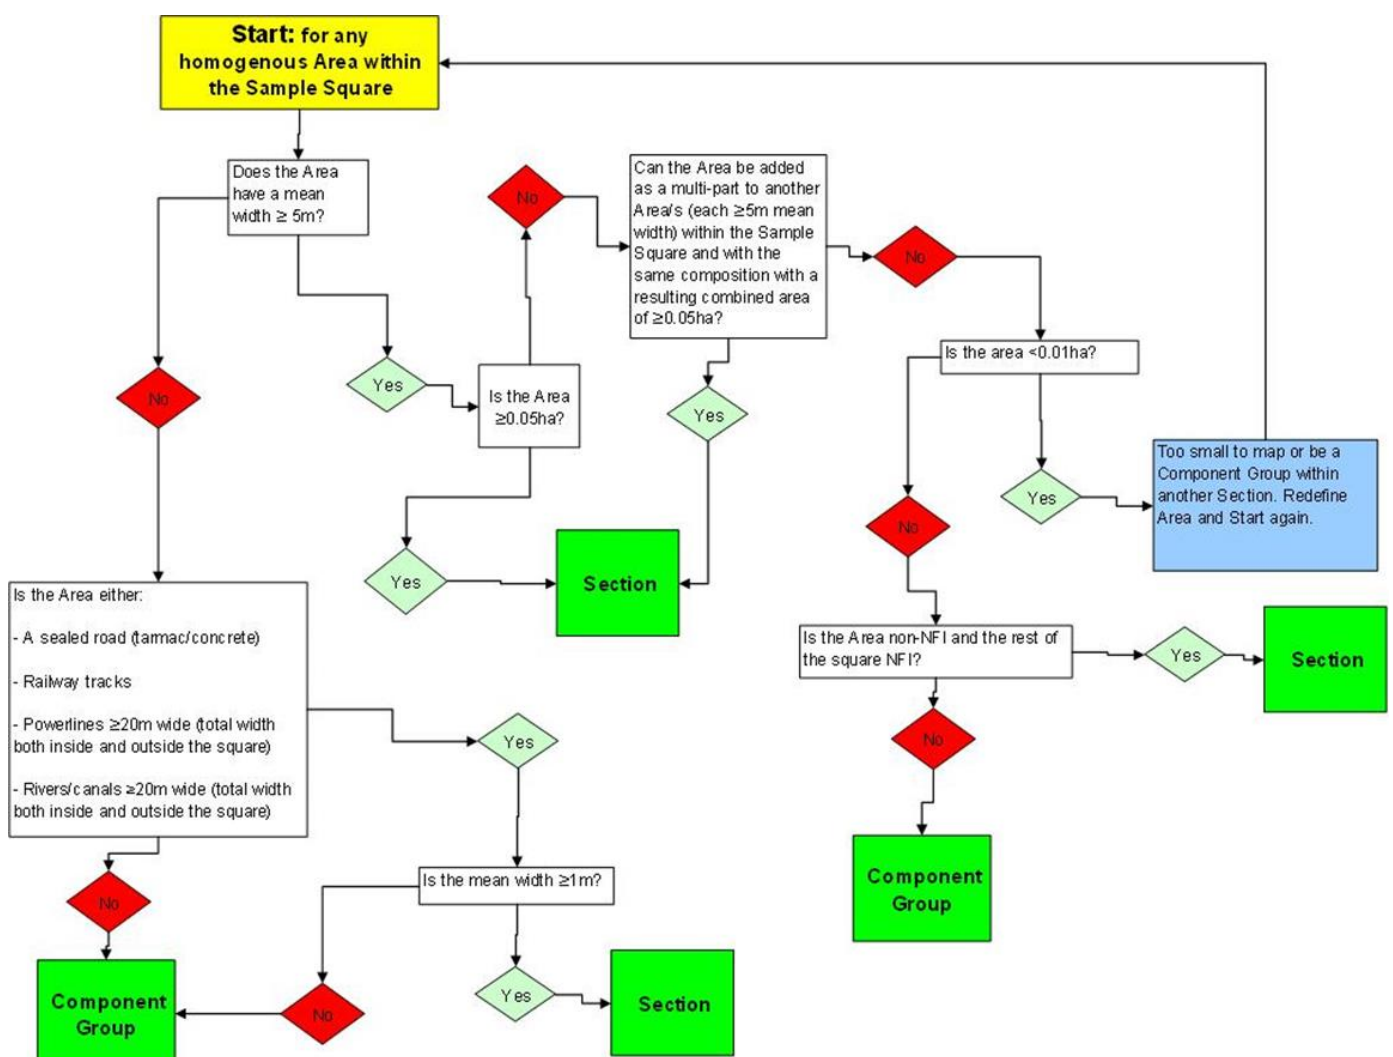 Start: for any
homogenous Area within
the Sample Square
Does the Area
have a mean
width ≥ 5m?
No
Can the Area be added
as a multi-part to another
Area/s (each ≥5m mean
width) within the Sample
Square and with the
same composition with a
resulting combined area
of ≥0.05ha?
No
Is the area <0.01ha?
No
Yes
Is the Area
≥0.05ha?
Yes
Too small to map or be a
Component Group within
another Section. Redefine
Area and Start again.
Yes
No
Yes
Section
Is the Area either:
- A sealed road (tarmac/concrete)
- Railway tracks
- Powerlines ≥20m wide (total width
both inside and outside the square)
- Rivers/canals ≥20m wide (total width
both inside and outside the square)
Is the Area non-NFI and the rest of
the square NFI?
Yes
Section
Yes
No
Component
Group
No
Is the mean width ≥1m?
Component
Group
No
Yes
Section